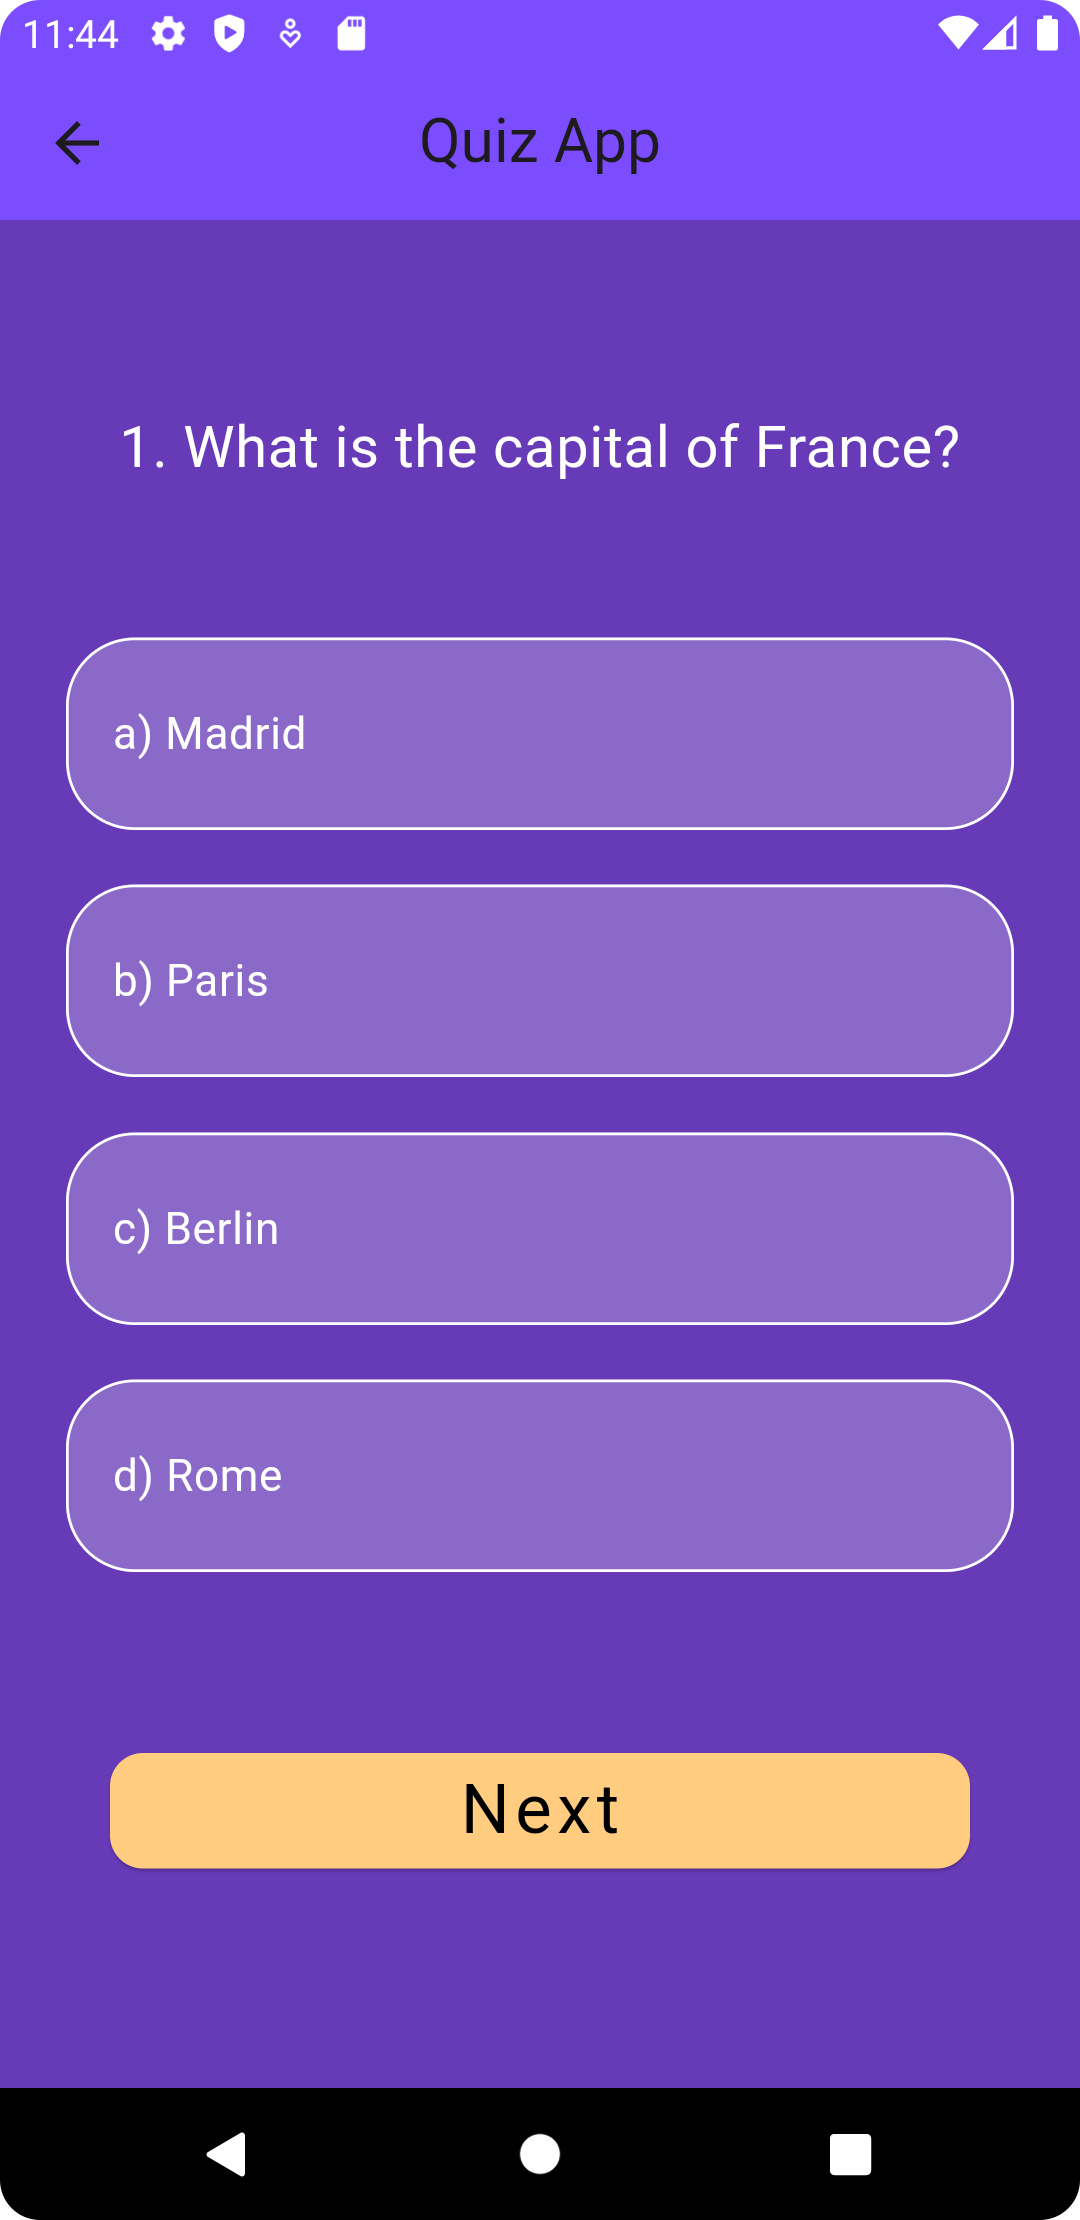 11:44
Quiz App
1. What is the capital of France?
a) Madrid
b) Paris
c) Berlin
d) Rome
Next